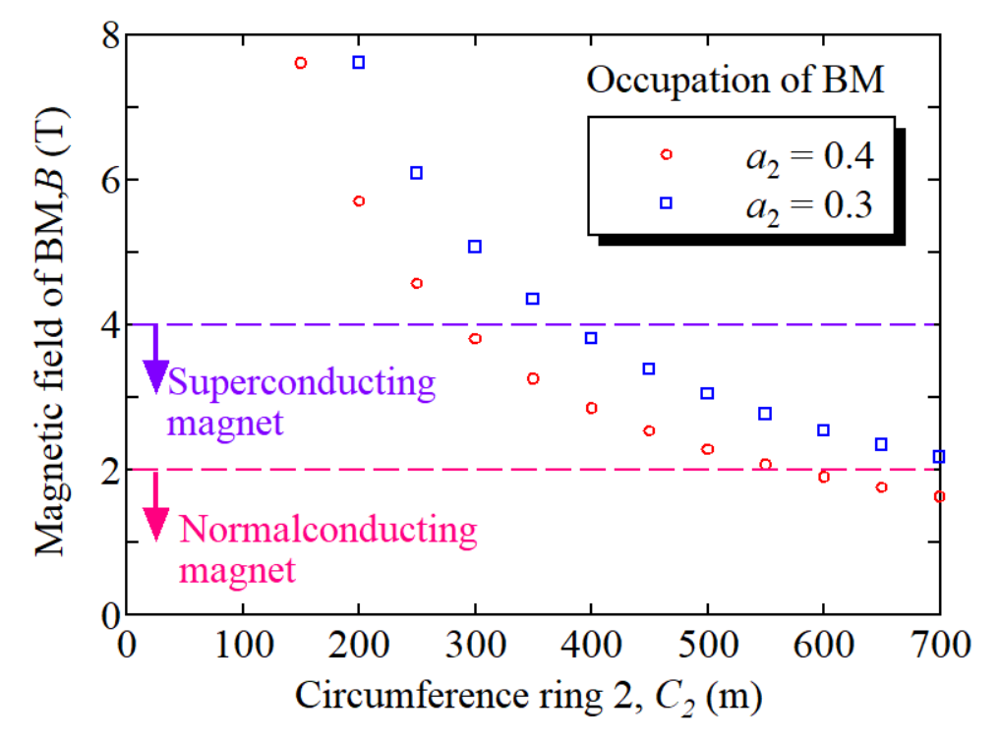 Magnetic field of BM,B (T)
8
6
4
2
0
Occupation of BM
a2 = 0.4
a2 = 0.3
Superconducting
magnet
Normalconducting
magnet
0 100 200 300 400 500 600 700
Circumference ring 2, C2 (m)